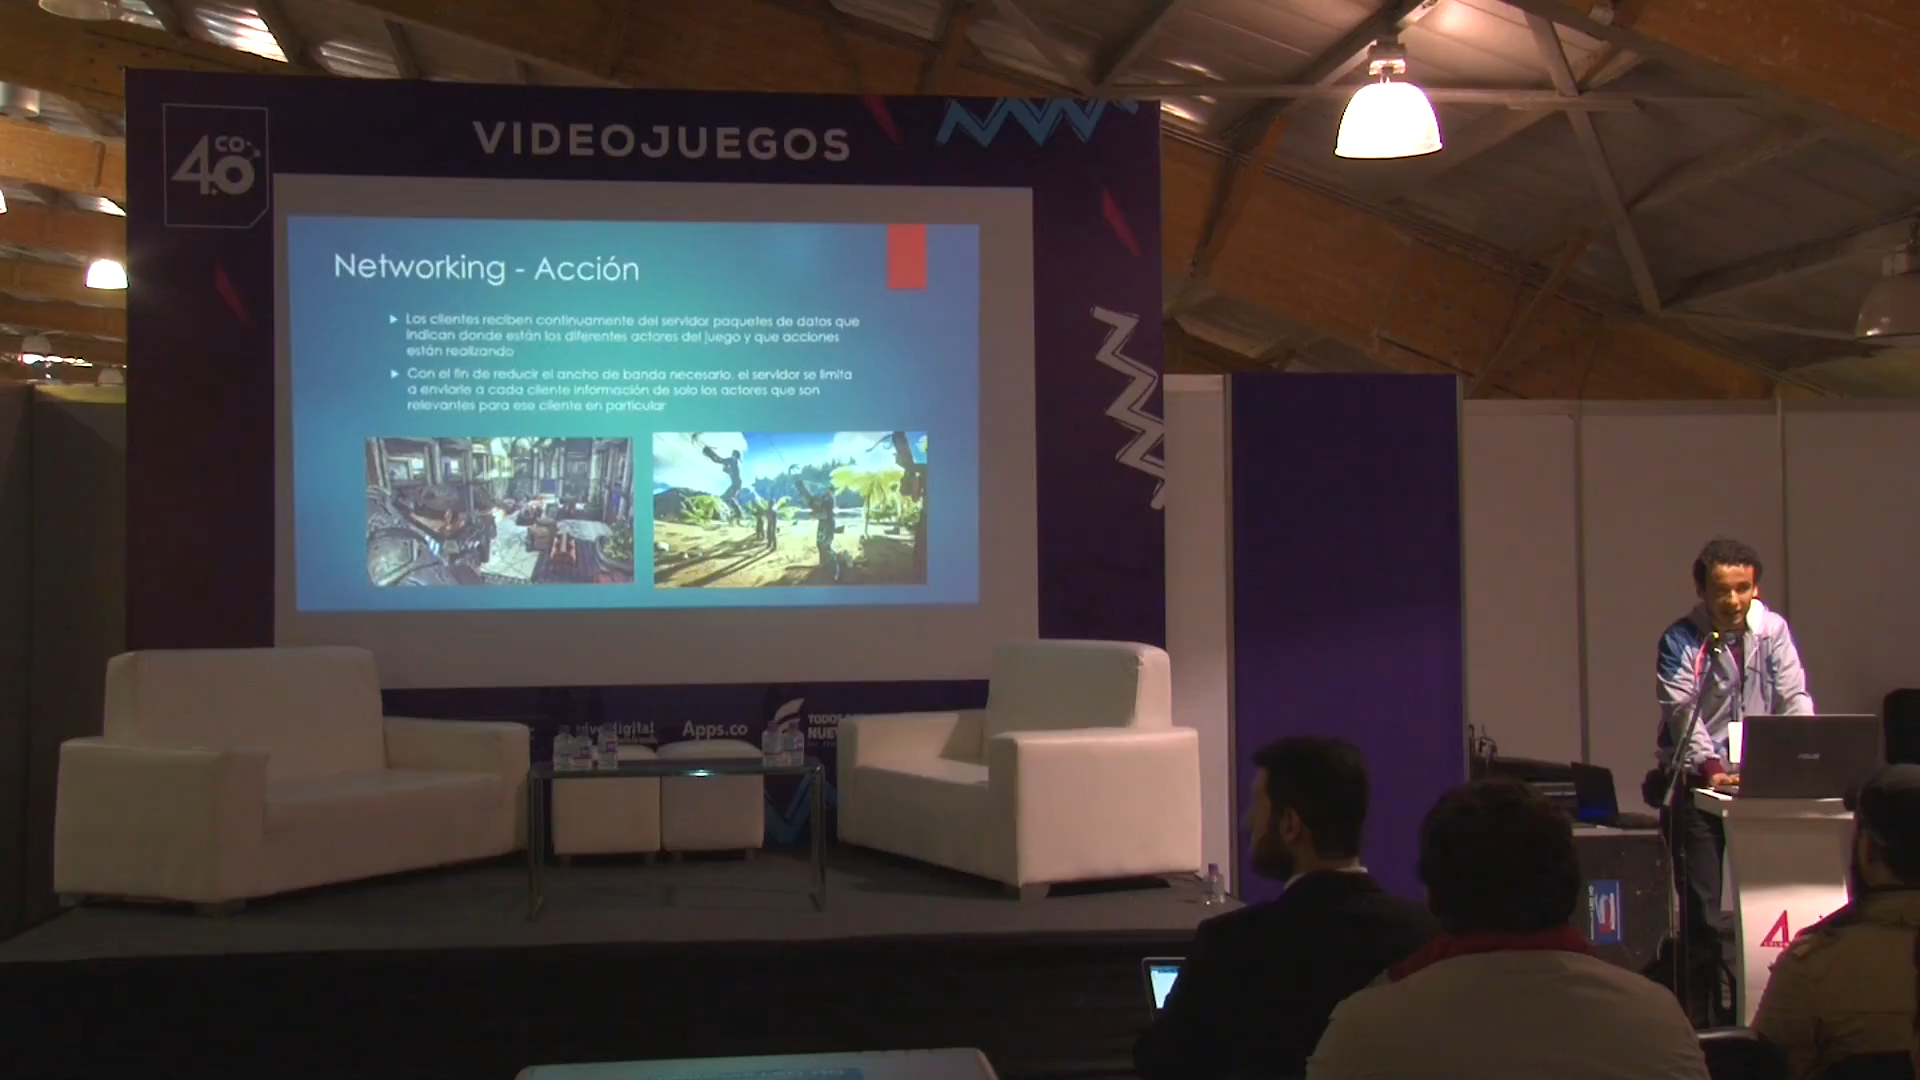 CO
4.0
VIDEOJUEGOS
Networking - Acción
Los clientes reciben continuamente del servidor paquetes de datos que
indican donde están los diferentes actores del juego y que acciones
están realizando
Con el fin de reducir el ancho de banda necesario, el servidor se limita
a enviarle a cada cliente información de solo los actores que son
relevantes para ese cliente en particular
digital
Apps.co